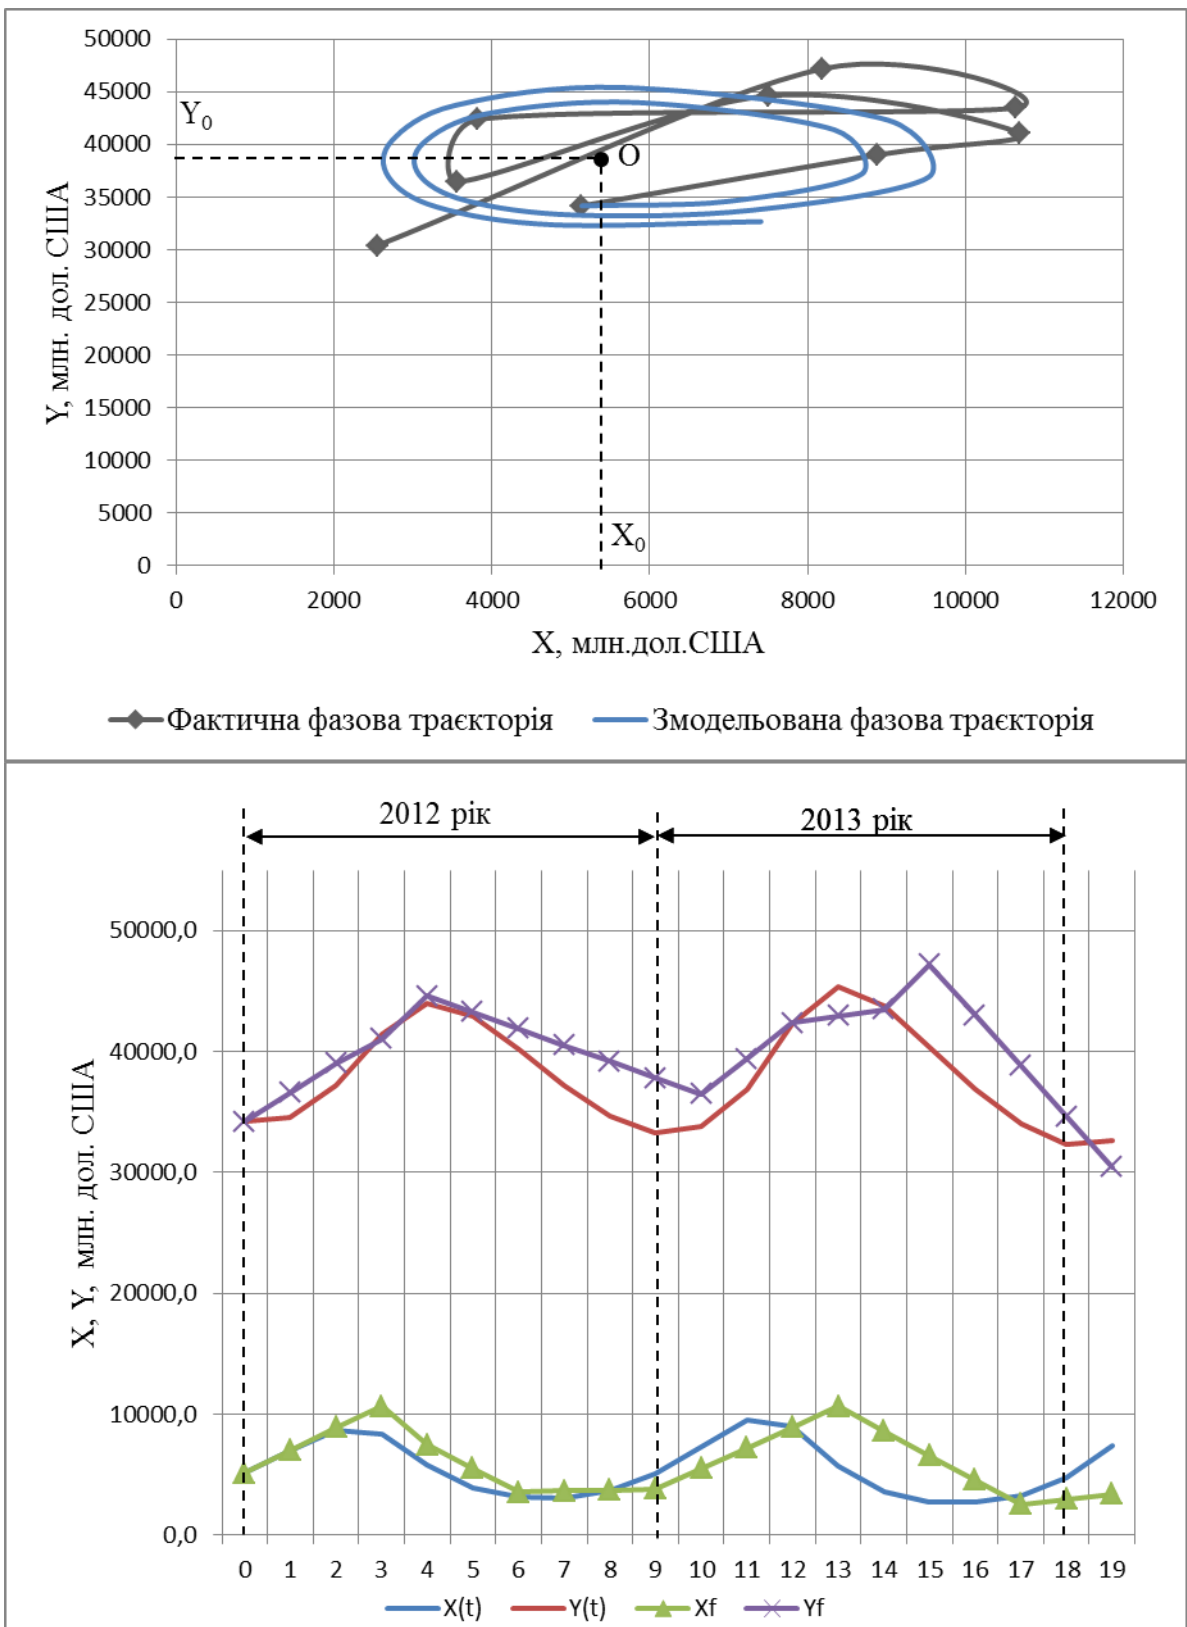 50000
45000
Y₀
40000
O
35000
30000
25000
20000
15000
10000
5000
X₀
0
Y, млн. дол. США
0 2000 4000 6000 8000 10000 12000
X, млн.дол.США
Фактична фазова траєкторія Змодельована фазова траєкторія
2012 рік 2013 рік
50000,0
40000,0
30000,0
20000,0
10000,0
0,0
X, Y, млн. дол. США
0 1 2 3 4 5 6 7 8 9 10 11 12 13 14 15 16 17 18 19
X(t) Y(t) Xf Yf